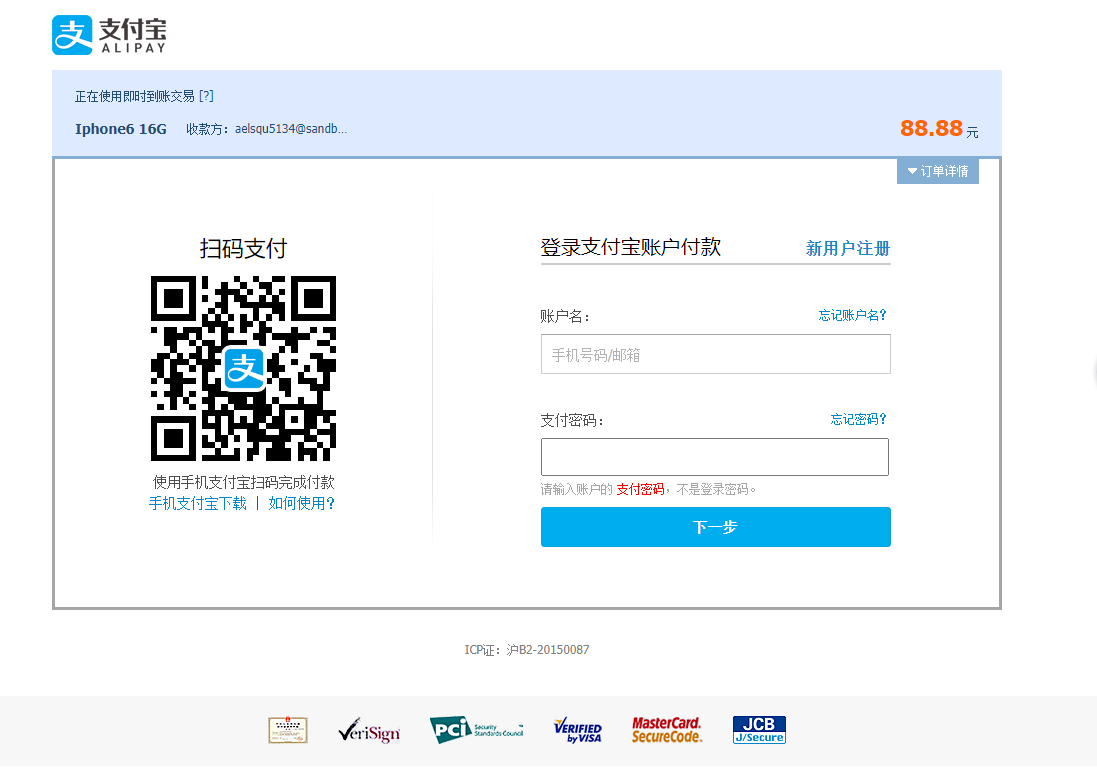 支付宝
ALIPAY
正在使用即时到账交易 [?]
Iphone6 16G 收款方：aelsqu5134@sandb...
88.88 元
订单详情
扫码支付
支
使用手机支付宝扫码完成付款
手机支付宝下载 | 如何使用?
登录支付宝账户付款 新用户注册
账户名： 忘记账户名?
手机号码/邮箱
支付密码： 忘记密码?
请输入账户的 支付密码，不是登录密码。
下一步
ICP证：沪B2-20150087
VeriSign
PCI Security Standards Council
VERIFIED by VISA
MasterCard. SecureCode.
JCB J/Secure